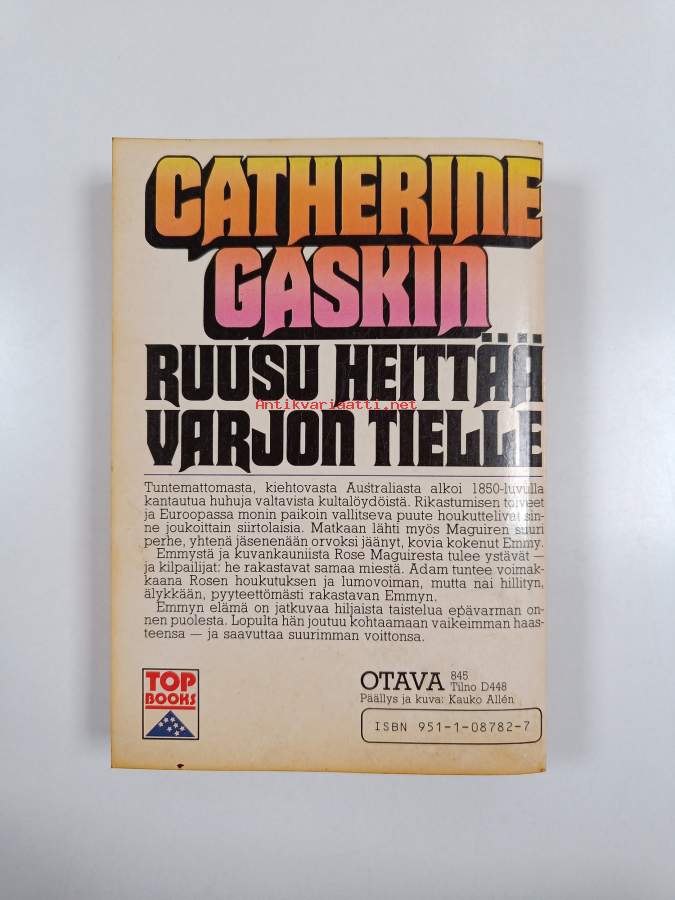 CATHERINE
GASKIN
RUUSU HEITTÄÄ
Antikvariaatti.net
VARJON TIELLE
Tuntemattomasta, kiehtovasta Australiasta alkoi 1850-luvulla
kantautua huhuja valtavista kultalöydöistä. Rikastumisen toiveet
ja Euroopassa monin paikoin vallitseva puute houkuttelivat sin-
ne joukoittain siirtolaisia. Matkaan lähti myös Maguiren suuri
perhe, yhtenä jäsenenään orvoksi jäänyt, kovia kokenut Emmy.
Emmystä ja kuvankauniista Rose Maguiresta tulee ystävät —
ja kilpailijat: he rakastavat samaa miestä. Adam tuntee voimak-
kaana Rosen houkutuksen ja lumovoiman, mutta nai hillityn,
älykkään, pyyteettömästi rakastavan Emmyn.
Emmyn elämä on jatkuvaa hiljaista taistelua epävarman on-
nen puolesta. Lopulta hän joutuu kohtaamaan vaikeimman haas-
teensa — ja saavuttaa suurimman voittonsa.
TOP
BOOKS
OTAVA 845
Tilno D448
Päällys ja kuva: Kauko Allén
ISBN 951-1-08782-7